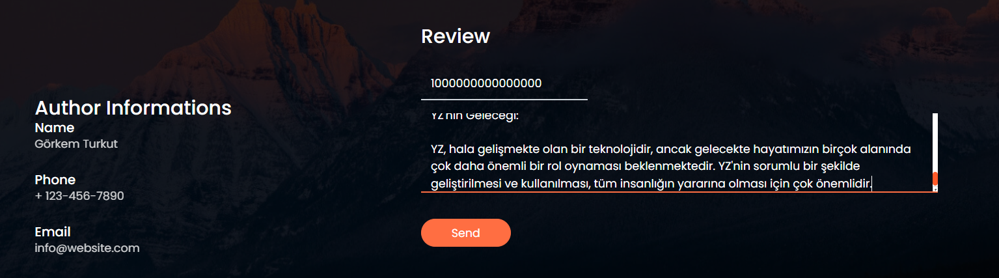 Author Informations
Name
Görkem Turkut
Phone
+ 123-456-7890
Email
info@website.com
Review
1000000000000000
YZ'nin Geleceği:
YZ, hala gelişmekte olan bir teknolojidir, ancak gelecekte hayatımızın birçok alanında
çok daha önemli bir rol oynaması beklenmektedir. YZ'nin sorumlu bir şekilde
geliştirilmesi ve kullanılması, tüm insanlığın yararına olması için çok önemlidir.
Send